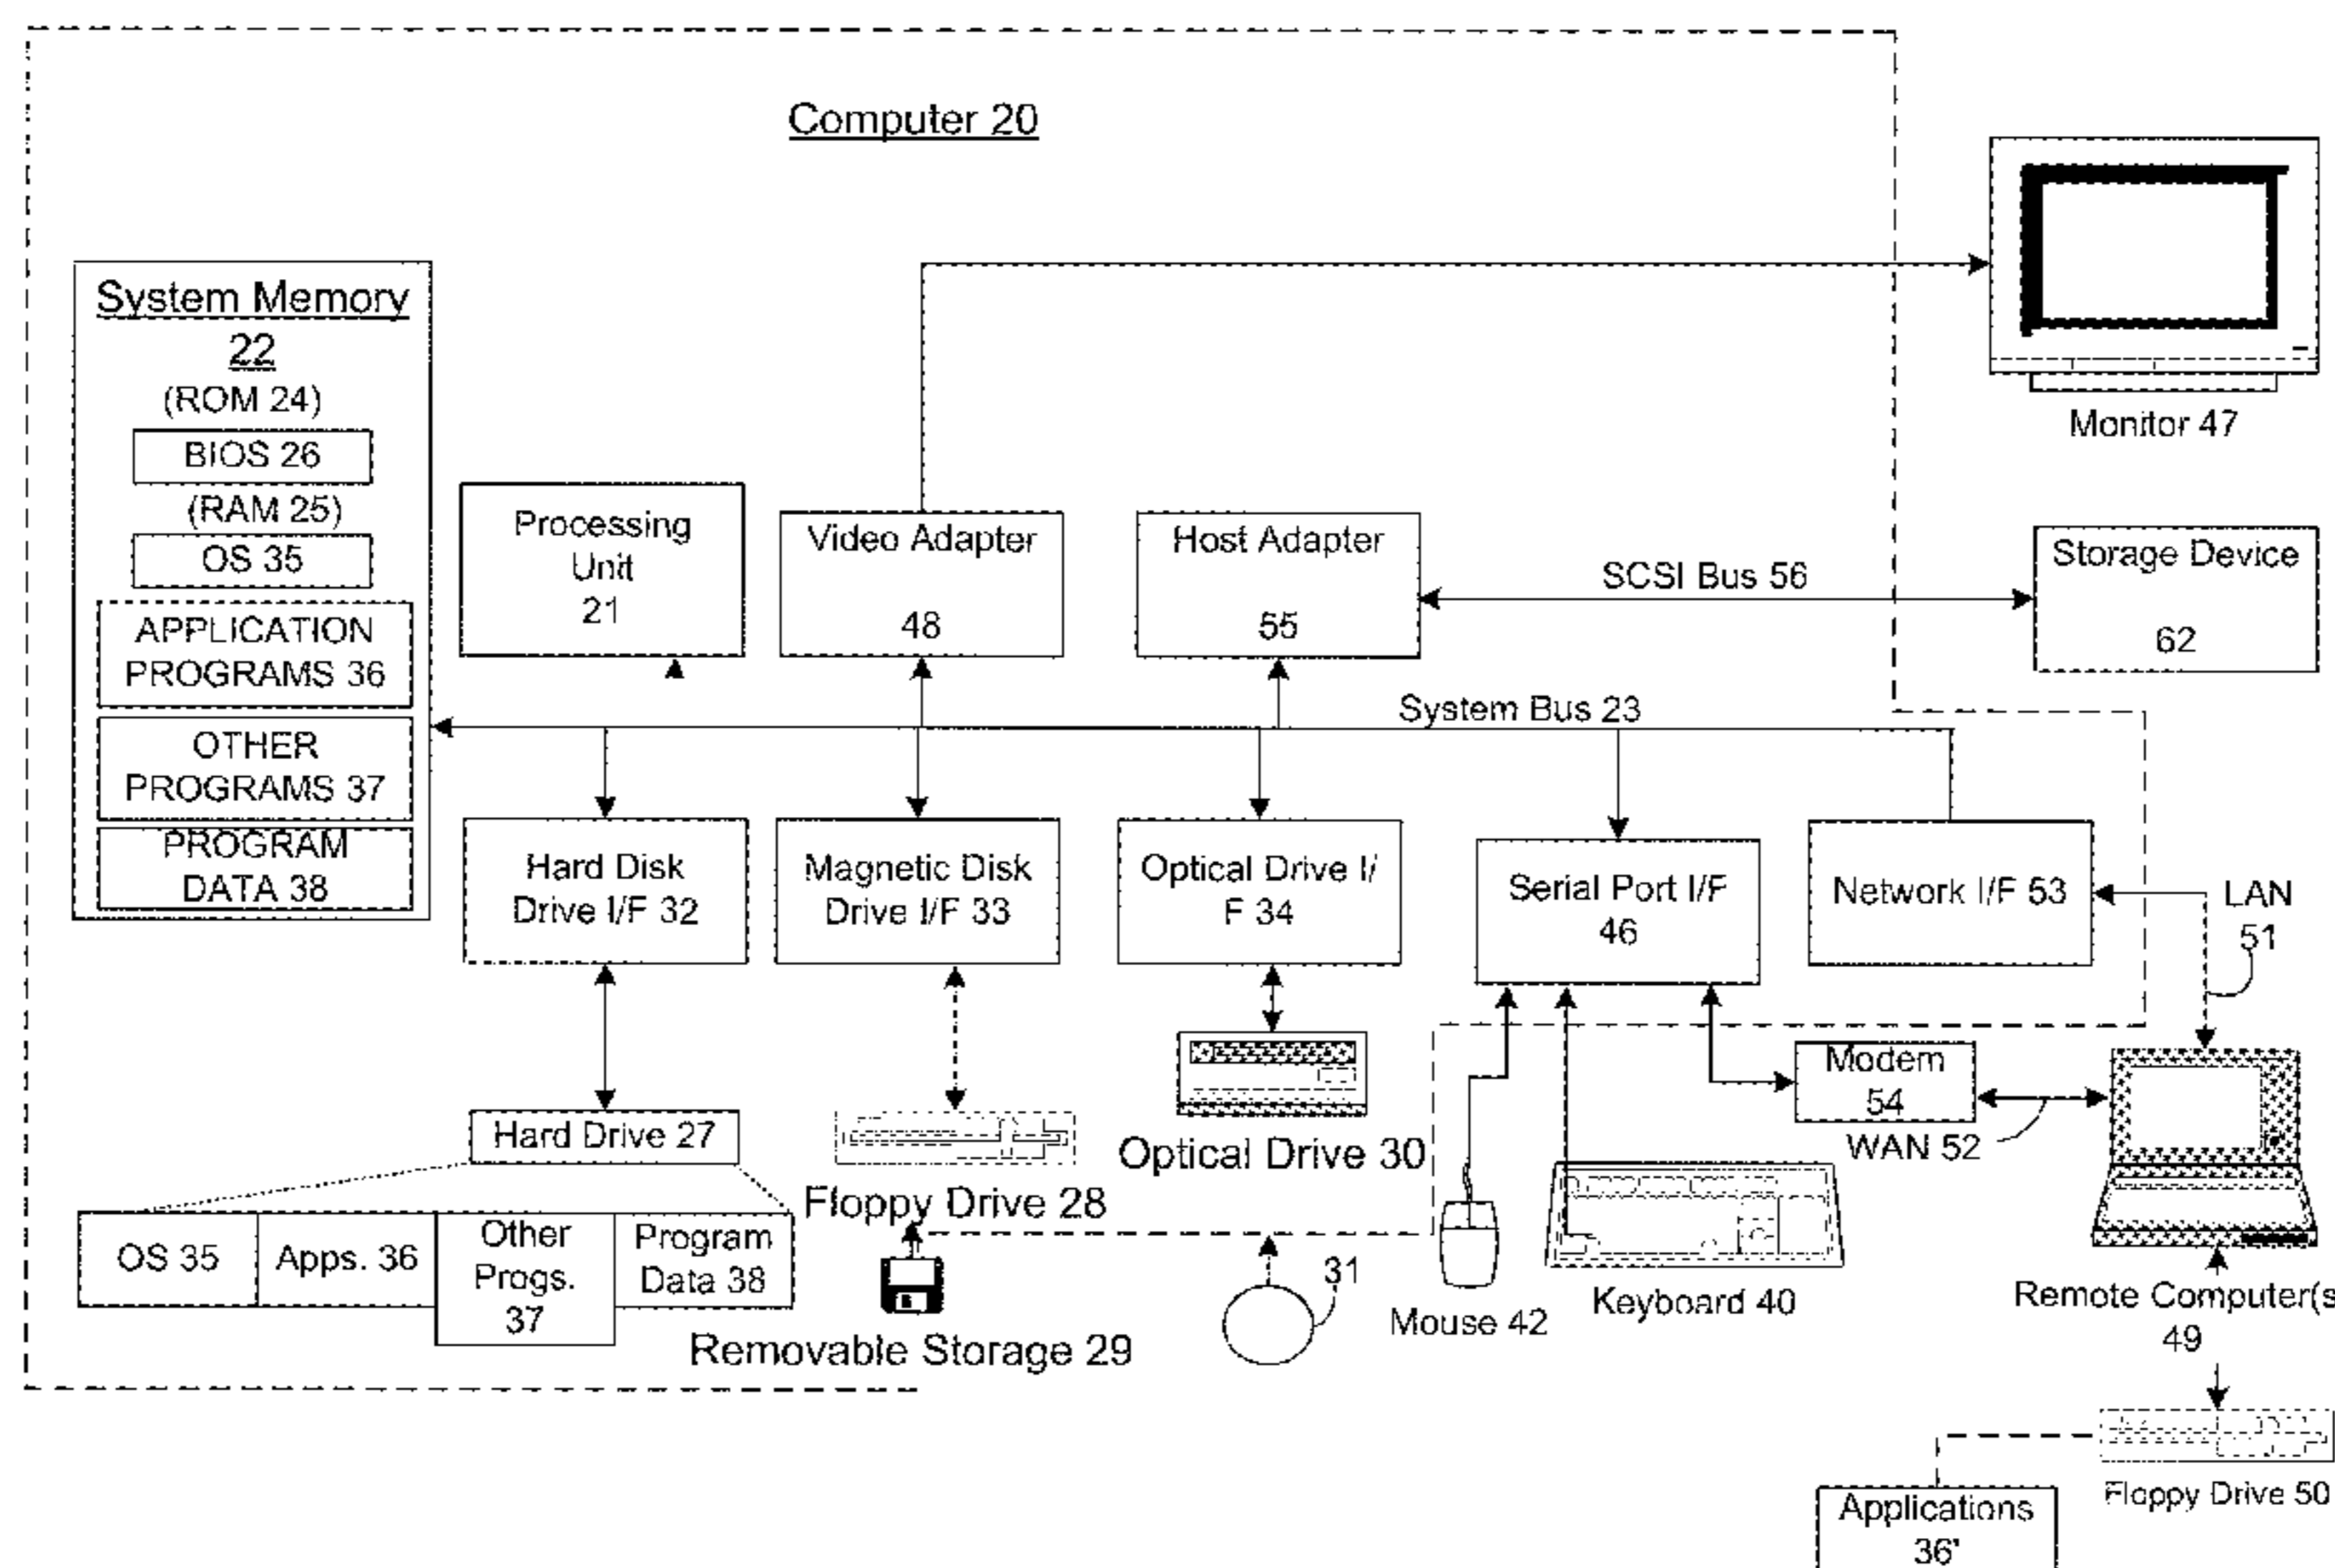 Computer 20
System Memory
22
(ROM 24)
BIOS 26
(RAM 25)
OS 35
APPLICATION
PROGRAMS 36
OTHER
PROGRAMS 37
PROGRAM
DATA 38
Processing
Unit
21
Video Adapter
48
Host Adapter
55
SCSI Bus 56
Storage Device
62
Monitor 47
System Bus 23
Hard Disk
Drive I/F 32
Magnetic Disk
Drive I/F 33
Optical Drive I/
F 34
Serial Port I/F
46
Network I/F 53
LAN
51
Hard Drive 27
Floppy Drive 28
Optical Drive 30
Modem
54
WAN 52
OS 35
Apps. 36
Other
Progs.
37
Program
Data 38
Removable Storage 29
31
Mouse 42
Keyboard 40
Remote Computer(s
49
Floppy Drive 50
Applications
36'